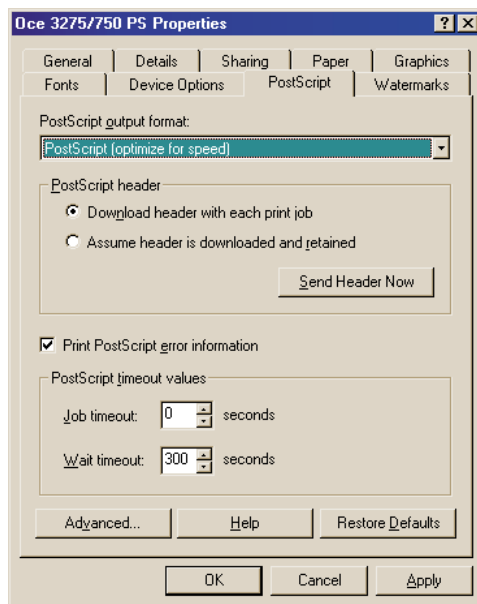 Oce 3275/750 PS Properties
General Details Sharing Paper Graphics
Fonts Device Options PostScript Watermarks
PostScript output format:
PostScript (optimize for speed)
PostScript header
Download header with each print job
Assume header is downloaded and retained
Send Header Now
Print PostScript error information
PostScript timeout values
Job timeout: 0 seconds
Wait timeout: 300 seconds
Advanced... Help Restore Defaults
OK Cancel Apply